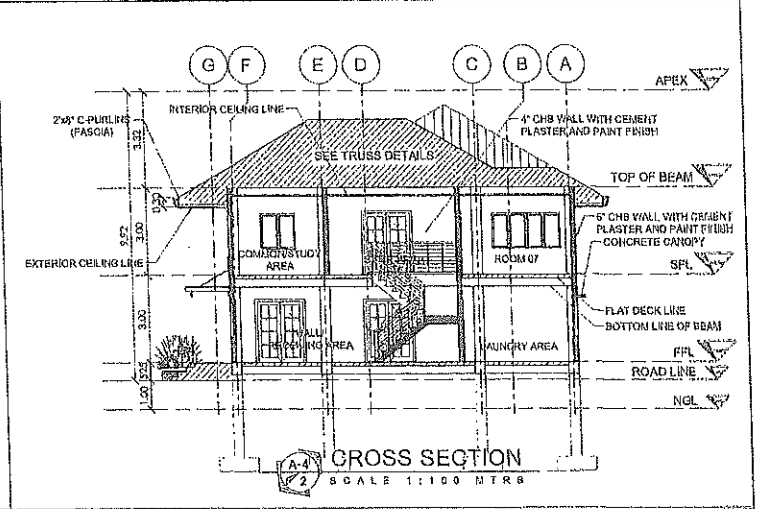 G F E D C B A
APEX
2"x8" C-PURLINS
(FASCIA)
INTERIOR CEILING LINE
4" CHB WALL WITH CEMENT
PLASTER AND PAINT FINISH
3.32
SEE TRUSS DETAILS
TOP OF BEAM
9.92
3.00
6" CHB WALL WITH CEMENT
PLASTER AND PAINT FINISH
CONCRETE CANOPY
COMMON/STUDY
AREA
ROOM 07
EXTERIOR CEILING LINE
SFL
3.00
FLAT DECK LINE
BOTTOM LINE OF BEAM
AREA
LAUNDRY AREA
FFL
ROAD LINE
1.00
NGL
A-4
2
CROSS SECTION
SCALE 1:100 MTRS